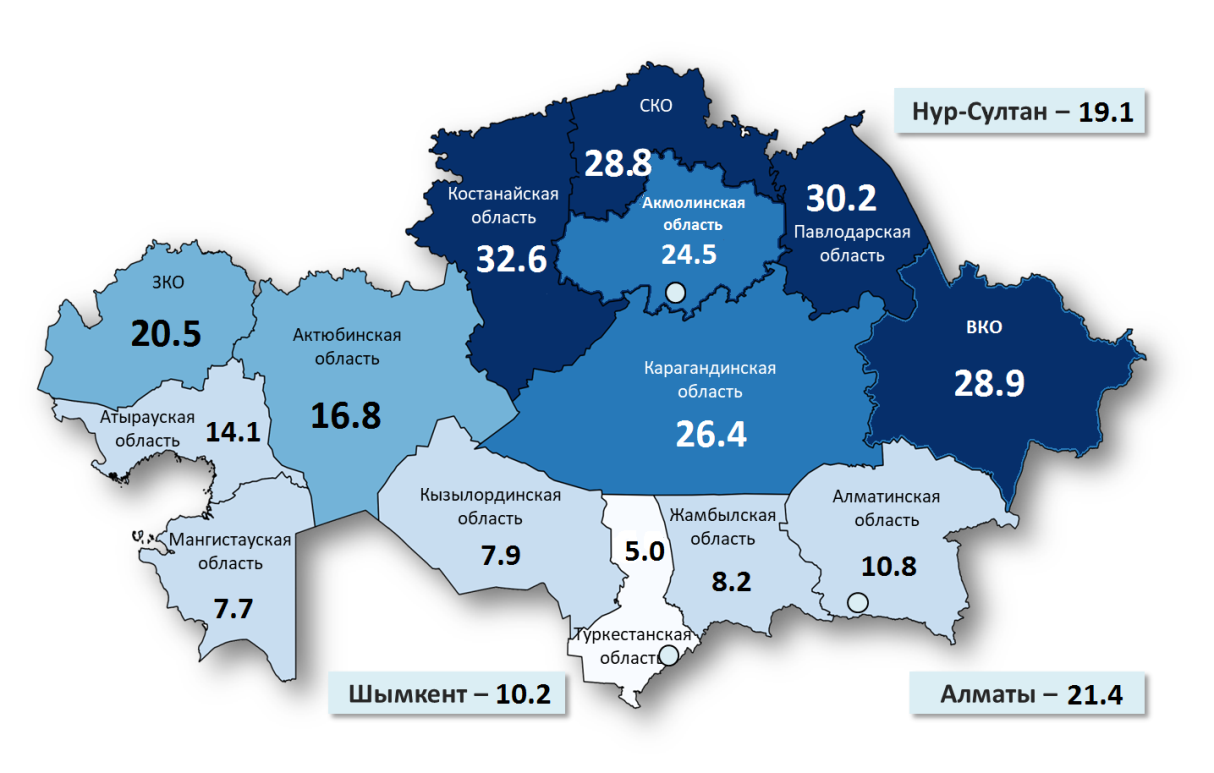 СКО
28.8
Нур-Султан – 19.1
Костанайская
область
32.6
Акмолинская
область
24.5
30.2
Павлодарская
область
ЗКО
20.5
Актюбинская
область
16.8
Карагандинская
область
26.4
ВКО
28.9
Атырауская
область
14.1
Мангистауская
область
7.7
Кызылординская
область
7.9
5.0
Туркестанская
область
Жамбылская
область
8.2
Алматинская
область
10.8
Шымкент – 10.2
Алматы – 21.4